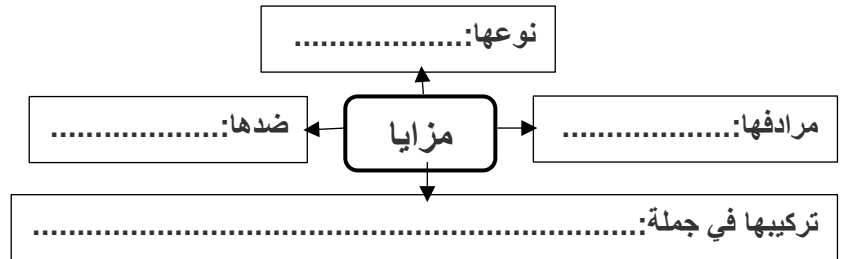 نوعها:...................
مرادفها:...................
مزايا
ضدها:...................
تركيبها في جملة:....................................................................